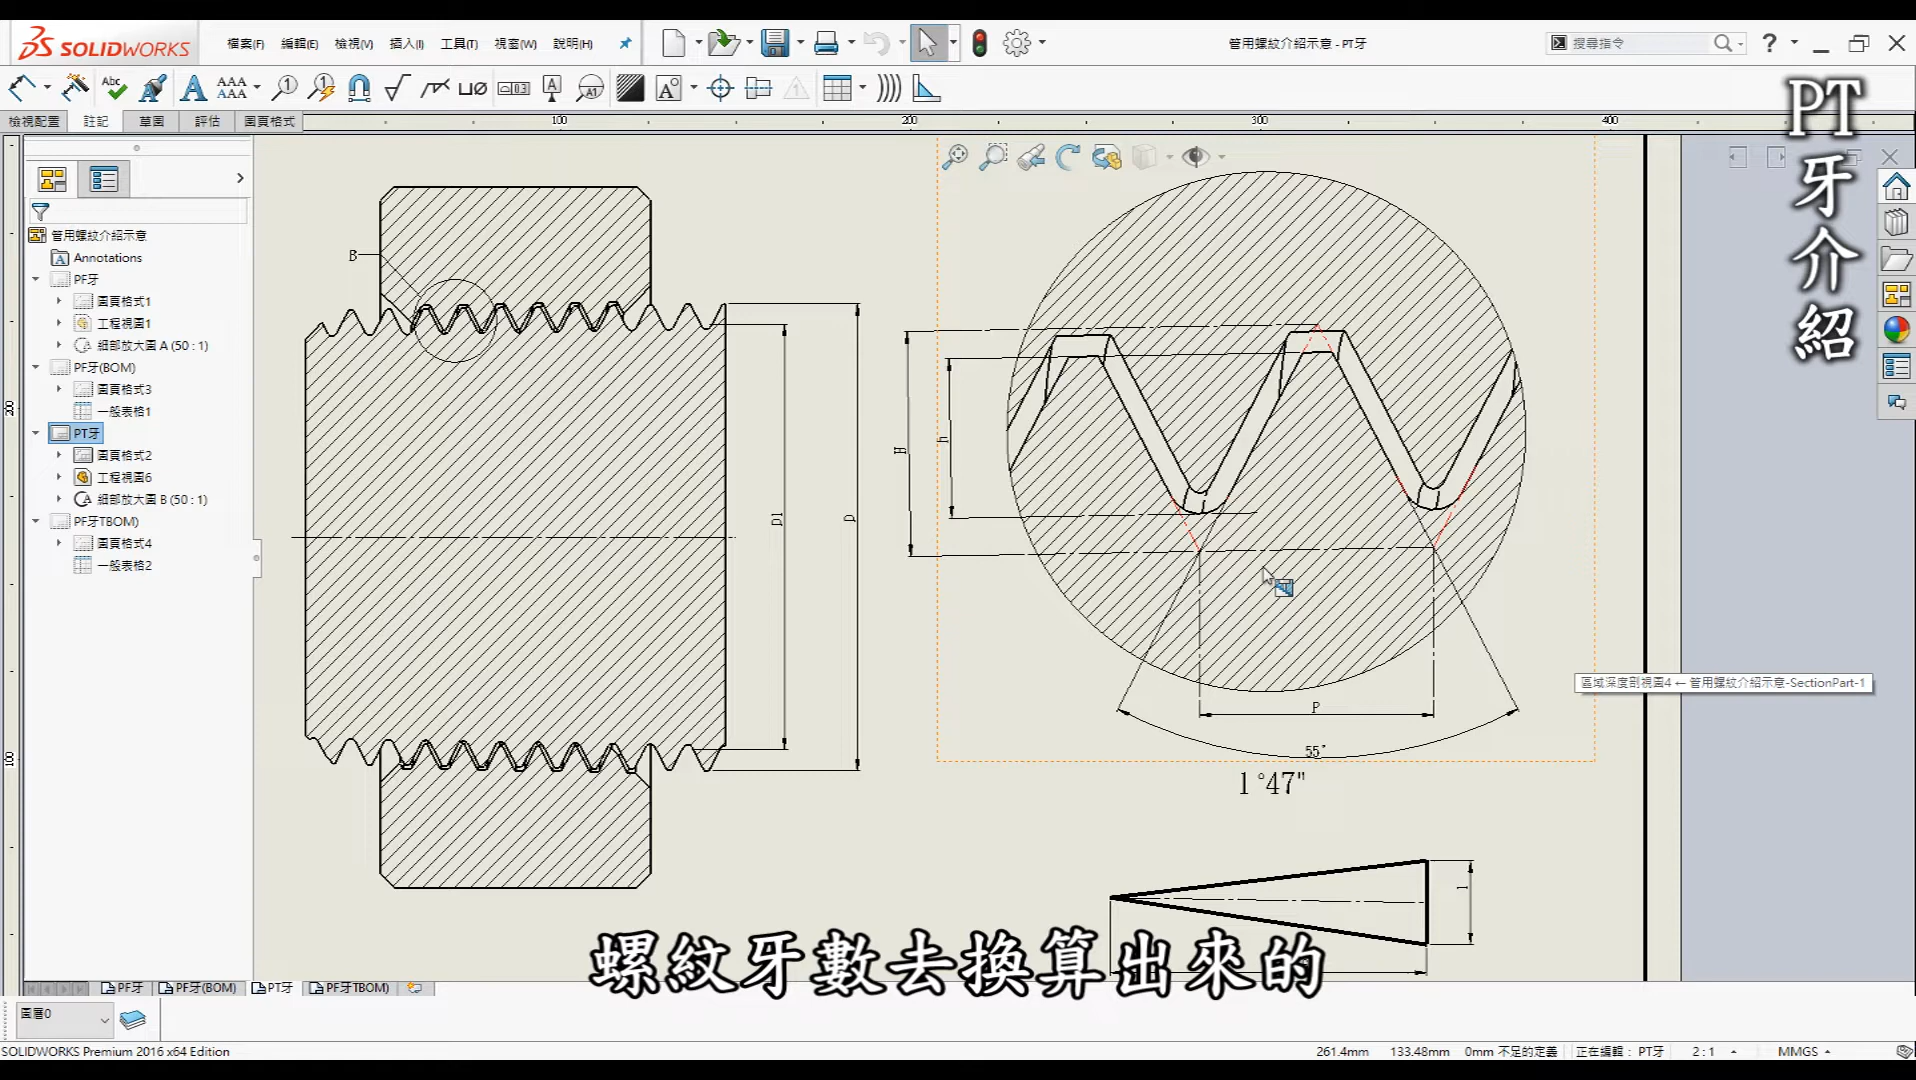 SOLIDWORKS
檔案(F) 編輯(E) 檢視(V) 插入(I) 工具(T) 視窗(W) 說明(H)
管用螺紋介紹示意 - PT牙
搜尋指令
檢視配置 註記 草圖 評估 圖頁格式
100 200 300 400
PT牙介紹
管用螺紋介紹示意
Annotations
PF牙
圖頁格式1
工程視圖1
細部放大圖 A (50 : 1)
PF牙(BOM)
圖頁格式3
一般表格1
PT牙
圖頁格式2
工程視圖6
細部放大圖 B (50 : 1)
PF牙TBOM)
圖頁格式4
一般表格2
200
100
B
D1
D
H
h
P
55°
1°47"
1
區域深度剖視圖4 ← 管用螺紋介紹示意-SectionPart-1
螺紋牙數去換算出來的
PF牙 PF牙(BOM) PT牙 PF牙TBOM)
圖層0
SOLIDWORKS Premium 2016 x64 Edition
261.4mm 133.48mm 0mm 不足的定義 正在編輯： PT牙 2 : 1 MMGS